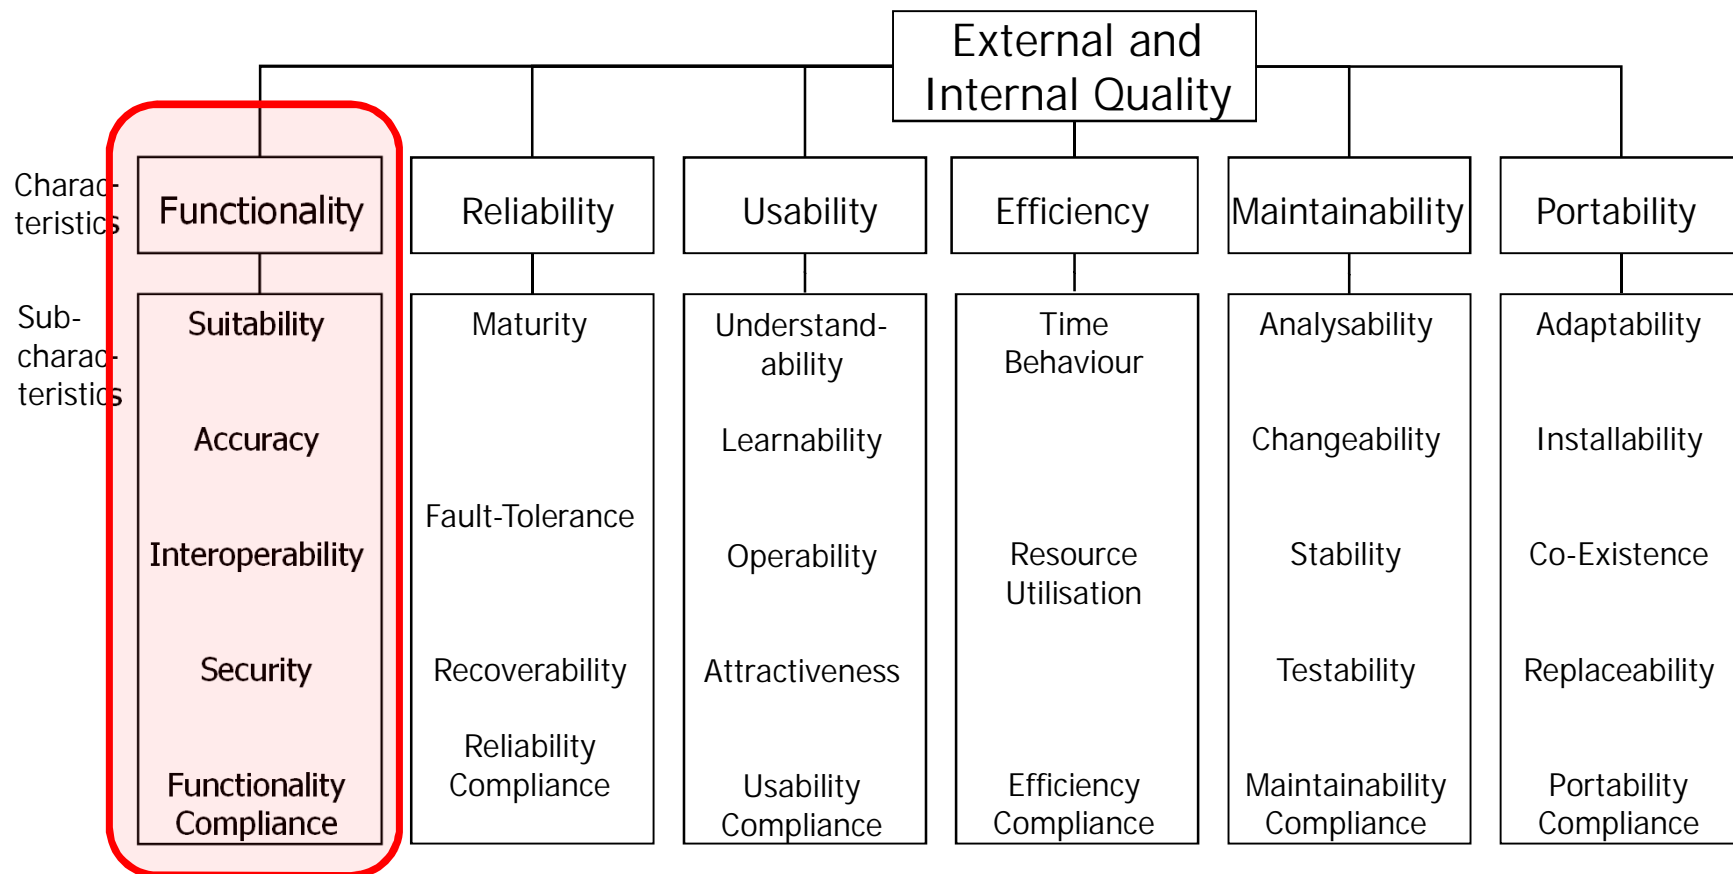 External and
Internal Quality
Charac-
teristics
Functionality
Reliability
Usability
Efficiency
Maintainability
Portability
Sub-
charac-
teristics
Suitability
Accuracy
Interoperability
Security
Functionality
Compliance
Maturity
Fault-Tolerance
Recoverability
Reliability
Compliance
Understand-
ability
Learnability
Operability
Attractiveness
Usability
Compliance
Time
Behaviour
Resource
Utilisation
Efficiency
Compliance
Analysability
Changeability
Stability
Testability
Maintainability
Compliance
Adaptability
Installability
Co-Existence
Replaceability
Portability
Compliance